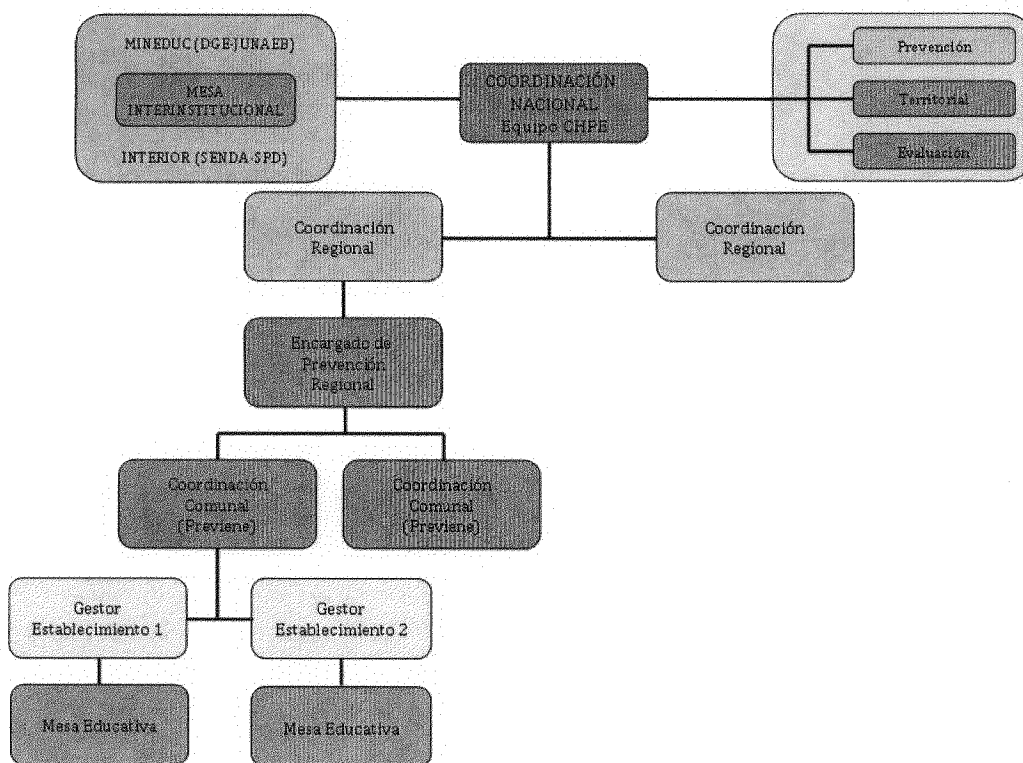 MINEDUC (DGE-JUNAEB)
MESA
INTERINSTITUCIONAL
INTERIOR (SENDA-SPD)
COORDINACIÓN
NACIONAL
Equipo CHPE
Prevención
Territorial
Evaluación
Coordinación
Regional
Coordinación
Regional
Encargado de
Prevención
Regional
Coordinación
Comunal
(Previene)
Coordinación
Comunal
(Previene)
Gestor
Establecimiento 1
Gestor
Establecimiento 2
Mesa Educativa
Mesa Educativa